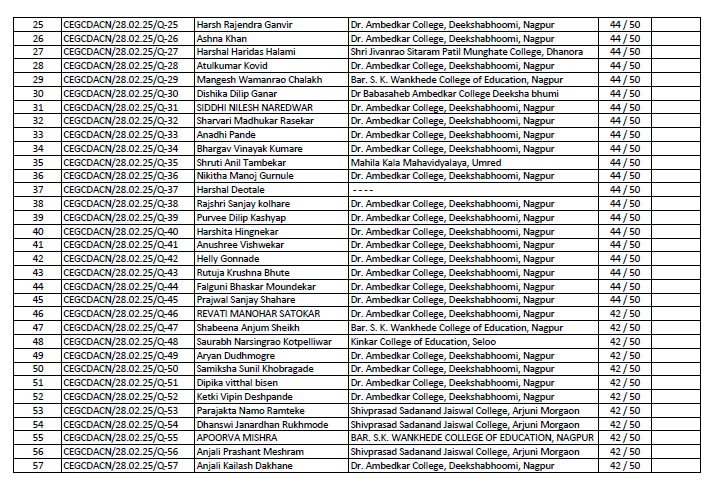 25 CEGCDACN/28.02.25/Q-25 Harsh Rajendra Ganvir Dr. Ambedkar College, Deekshabhoomi, Nagpur 44 / 50
26 CEGCDACN/28.02.25/Q-26 Ashna Khan Dr. Ambedkar College, Deekshabhoomi, Nagpur 44 / 50
27 CEGCDACN/28.02.25/Q-27 Harshal Haridas Halami Shri Jivanrao Sitaram Patil Munghate College, Dhanora 44 / 50
28 CEGCDACN/28.02.25/Q-28 Atulkumar Kovid Dr. Ambedkar College, Deekshabhoomi, Nagpur 44 / 50
29 CEGCDACN/28.02.25/Q-29 Mangesh Wamanrao Chalakh Bar. S. K. Wankhede College of Education, Nagpur 44 / 50
30 CEGCDACN/28.02.25/Q-30 Dishika Dilip Ganar Dr Babasaheb Ambedkar College Deeksha bhumi 44 / 50
31 CEGCDACN/28.02.25/Q-31 SIDDHI NILESH NAREDWAR Dr. Ambedkar College, Deekshabhoomi, Nagpur 44 / 50
32 CEGCDACN/28.02.25/Q-32 Sharvari Madhukar Rasekar Dr. Ambedkar College, Deekshabhoomi, Nagpur 44 / 50
33 CEGCDACN/28.02.25/Q-33 Anadhi Pande Dr. Ambedkar College, Deekshabhoomi, Nagpur 44 / 50
34 CEGCDACN/28.02.25/Q-34 Bhargav Vinayak Kumare Dr. Ambedkar College, Deekshabhoomi, Nagpur 44 / 50
35 CEGCDACN/28.02.25/Q-35 Shruti Anil Tambekar Mahila Kala Mahavidyalaya, Umred 44 / 50
36 CEGCDACN/28.02.25/Q-36 Nikitha Manoj Gurnule Dr. Ambedkar College, Deekshabhoomi, Nagpur 44 / 50
37 CEGCDACN/28.02.25/Q-37 Harshal Deotale ---- 44 / 50
38 CEGCDACN/28.02.25/Q-38 Rajshri Sanjay kolhare Dr. Ambedkar College, Deekshabhoomi, Nagpur 44 / 50
39 CEGCDACN/28.02.25/Q-39 Purvee Dilip Kashyap Dr. Ambedkar College, Deekshabhoomi, Nagpur 44 / 50
40 CEGCDACN/28.02.25/Q-40 Harshita Hingnekar Dr. Ambedkar College, Deekshabhoomi, Nagpur 44 / 50
41 CEGCDACN/28.02.25/Q-41 Anushree Vishwekar Dr. Ambedkar College, Deekshabhoomi, Nagpur 44 / 50
42 CEGCDACN/28.02.25/Q-42 Helly Gonnade Dr. Ambedkar College, Deekshabhoomi, Nagpur 44 / 50
43 CEGCDACN/28.02.25/Q-43 Rutuja Krushna Bhute Dr. Ambedkar College, Deekshabhoomi, Nagpur 44 / 50
44 CEGCDACN/28.02.25/Q-44 Falguni Bhaskar Moundekar Dr. Ambedkar College, Deekshabhoomi, Nagpur 44 / 50
45 CEGCDACN/28.02.25/Q-45 Prajwal Sanjay Shahare Dr. Ambedkar College, Deekshabhoomi, Nagpur 44 / 50
46 CEGCDACN/28.02.25/Q-46 REVATI MANOHAR SATOKAR Dr. Ambedkar College, Deekshabhoomi, Nagpur 42 / 50
47 CEGCDACN/28.02.25/Q-47 Shabeena Anjum Sheikh Bar. S. K. Wankhede College of Education, Nagpur 42 / 50
48 CEGCDACN/28.02.25/Q-48 Saurabh Narsingrao Kotpelliwar Kinkar College of Education, Seloo 42 / 50
49 CEGCDACN/28.02.25/Q-49 Aryan Dudhmogre Dr. Ambedkar College, Deekshabhoomi, Nagpur 42 / 50
50 CEGCDACN/28.02.25/Q-50 Samiksha Sunil Khobragade Dr. Ambedkar College, Deekshabhoomi, Nagpur 42 / 50
51 CEGCDACN/28.02.25/Q-51 Dipika vitthal bisen Dr. Ambedkar College, Deekshabhoomi, Nagpur 42 / 50
52 CEGCDACN/28.02.25/Q-52 Ketki Vipin Deshpande Dr. Ambedkar College, Deekshabhoomi, Nagpur 42 / 50
53 CEGCDACN/28.02.25/Q-53 Parajakta Namo Ramteke Shivprasad Sadanand Jaiswal College, Arjuni Morgaon 42 / 50
54 CEGCDACN/28.02.25/Q-54 Dhanswi Janardhan Rukhmode Shivprasad Sadanand Jaiswal College, Arjuni Morgaon 42 / 50
55 CEGCDACN/28.02.25/Q-55 APOORVA MISHRA BAR. S.K. WANKHEDE COLLEGE OF EDUCATION, NAGPUR 42 / 50
56 CEGCDACN/28.02.25/Q-56 Anjali Prashant Meshram Shivprasad Sadanand Jaiswal College, Arjuni Morgaon 42 / 50
57 CEGCDACN/28.02.25/Q-57 Anjali Kailash Dakhane Dr. Ambedkar College, Deekshabhoomi, Nagpur 42 / 50